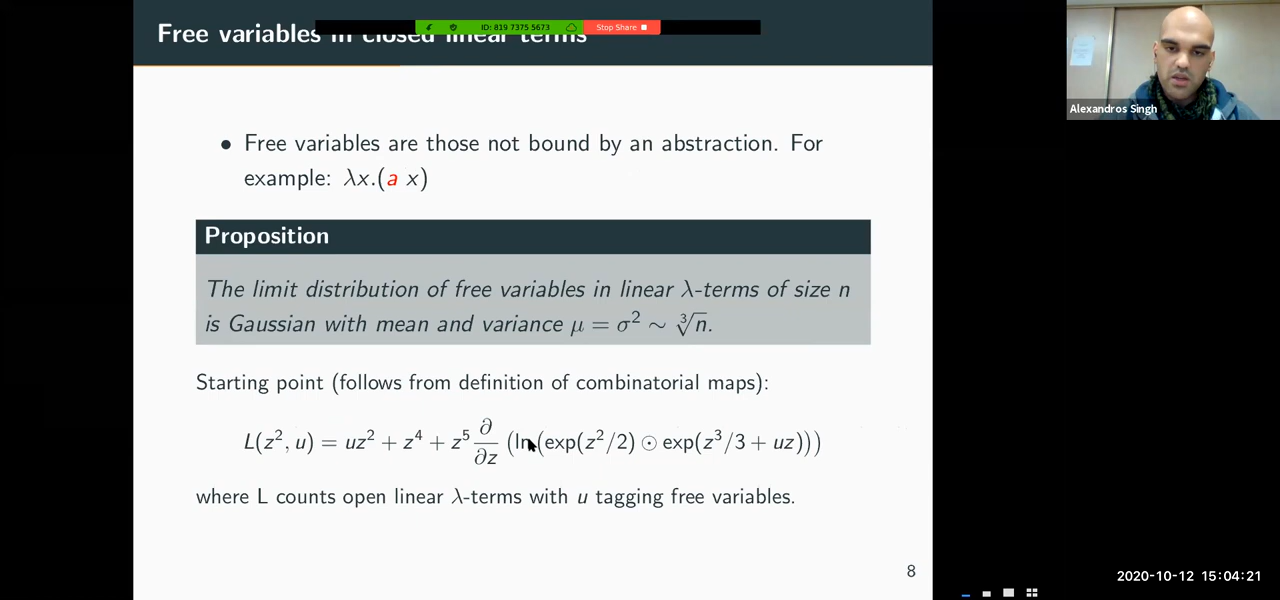 Free variables in closed linear terms
ID: 819 7375 5673
Stop Share
Alexandros Singh
• Free variables are those not bound by an abstraction. For
example: λx.(a x)
Proposition
The limit distribution of free variables in linear λ-terms of size n
is Gaussian with mean and variance μ = σ² ∼ ∛n.
Starting point (follows from definition of combinatorial maps):
L(z², u) = uz² + z⁴ + z⁵ ∂/∂z (ln(exp(z²/2) ⊙ exp(z³/3 + uz)))
where L counts open linear λ-terms with u tagging free variables.
8
2020-10-12 15:04:21